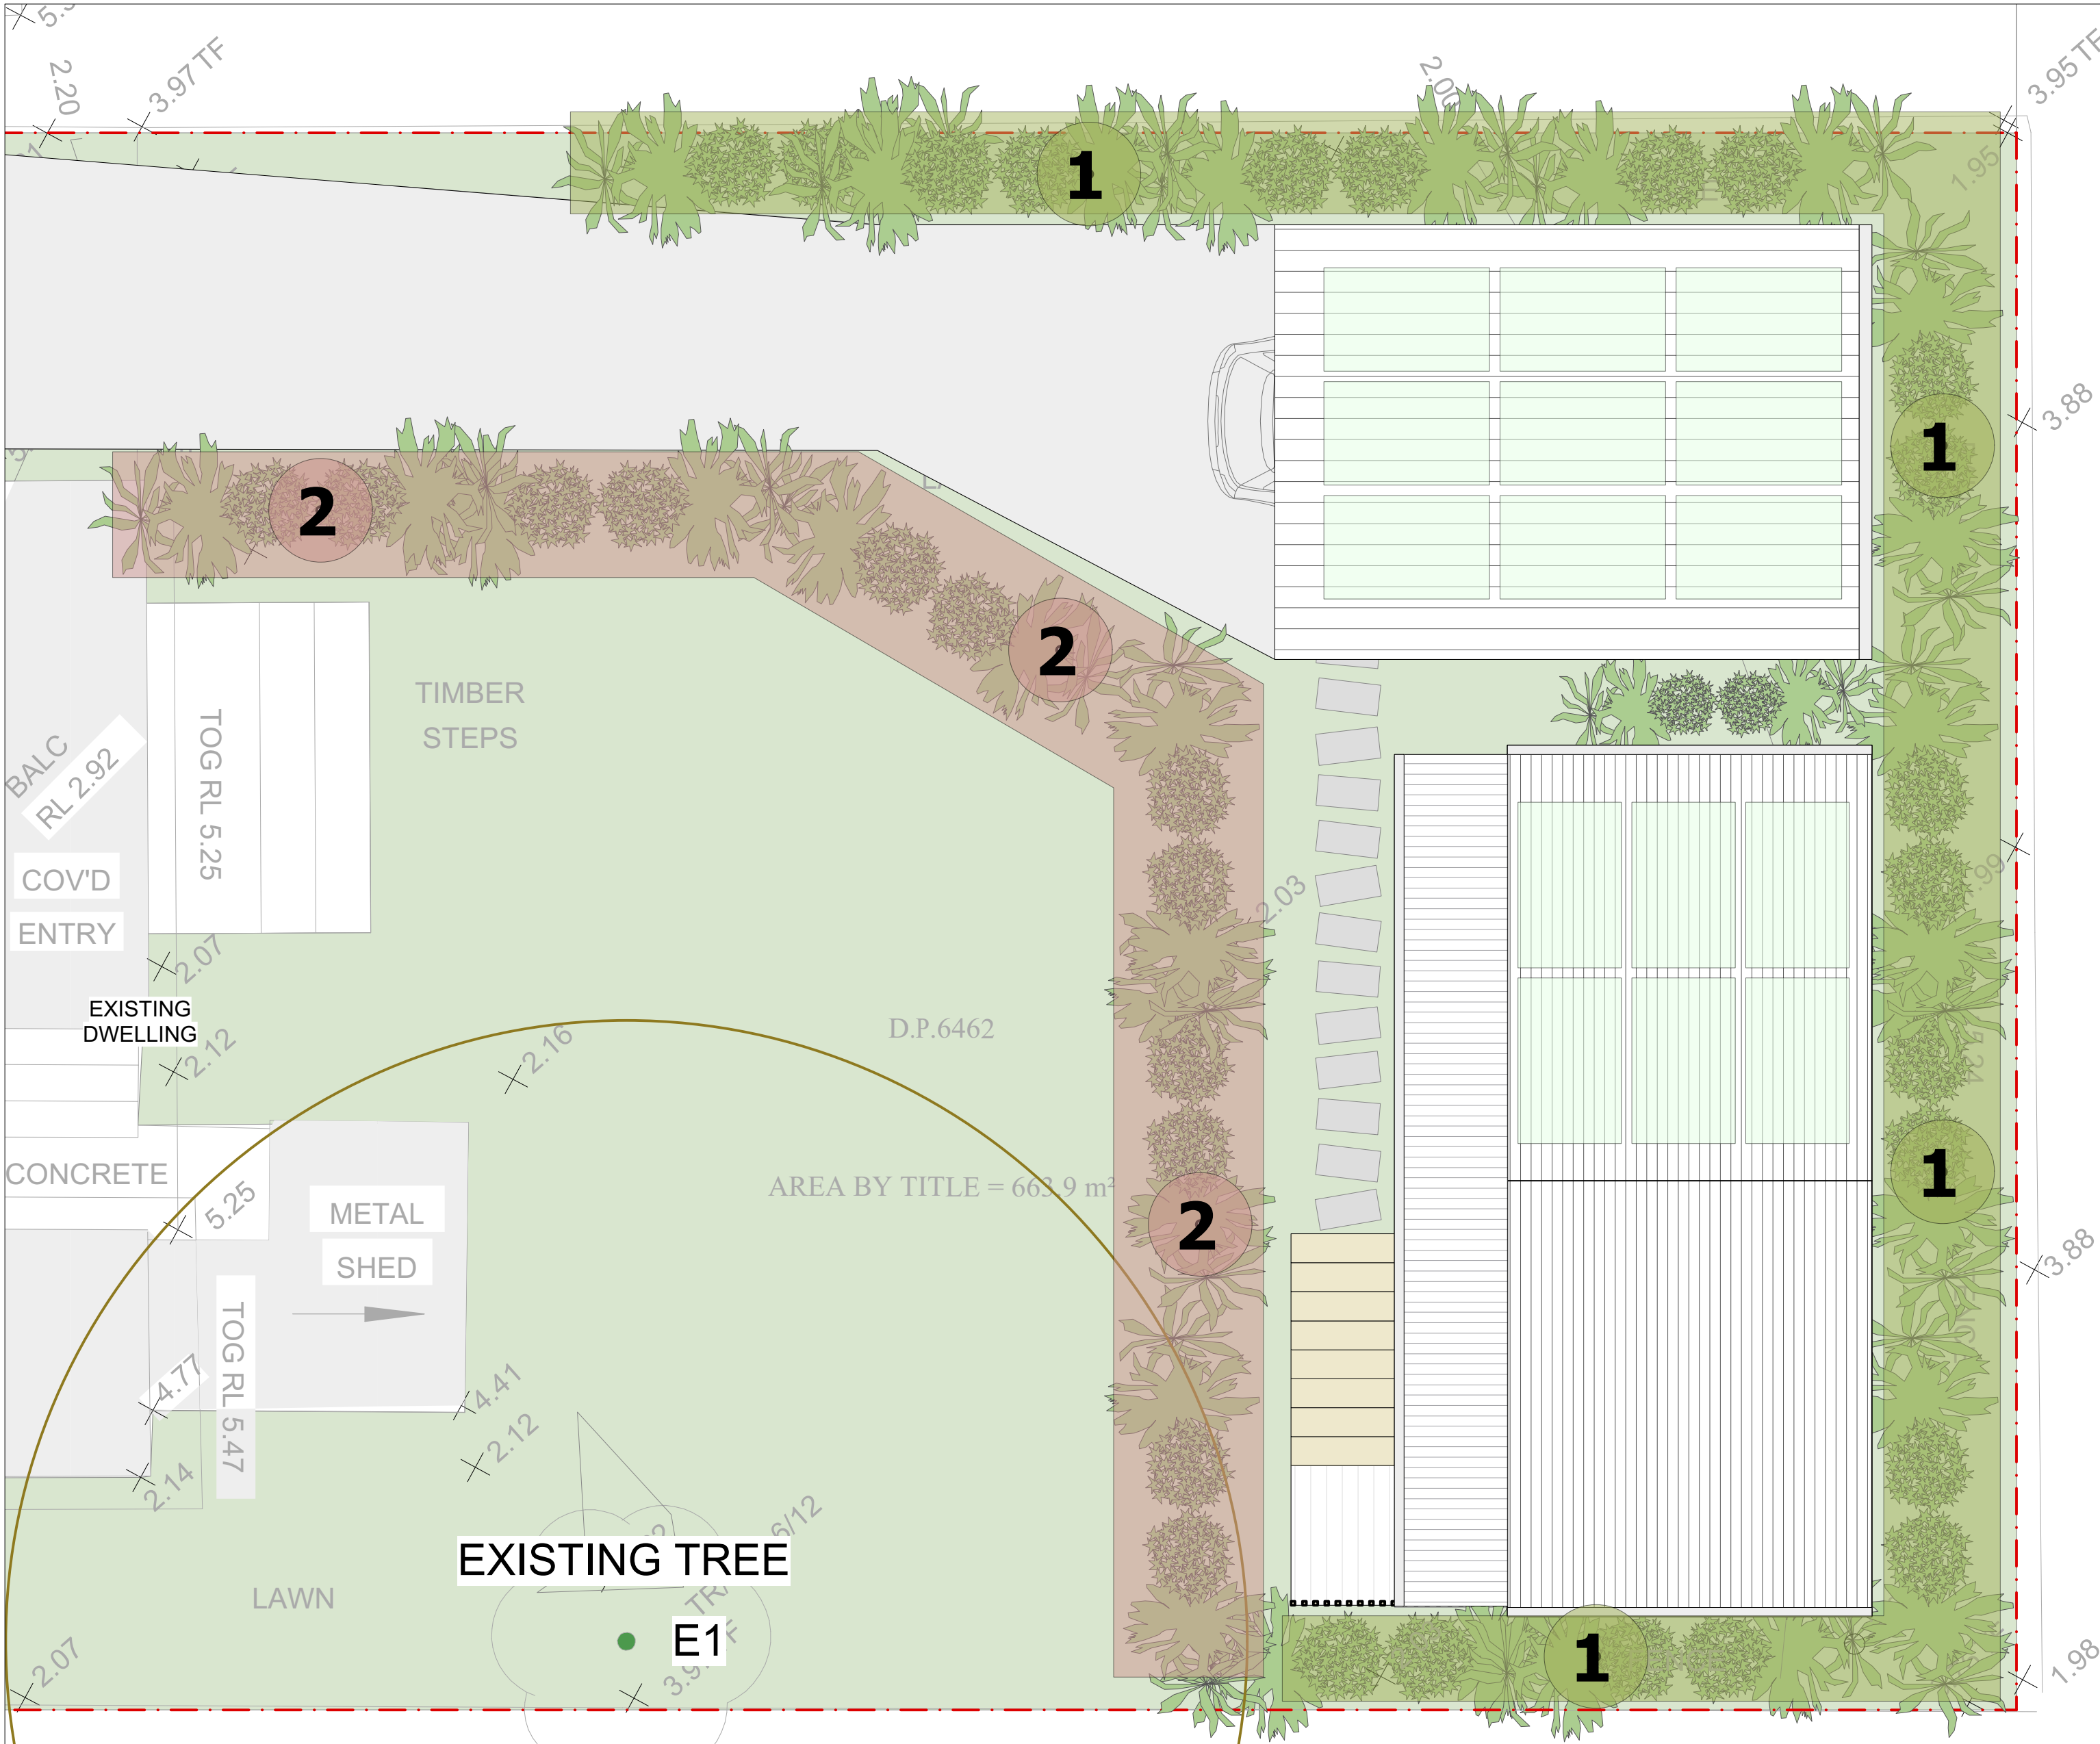 2.20
3.97 TF
2.00
3.95 TF
1.95
1
1
3.88
2
2
TIMBER
STEPS
TOG RL 5.25
BALC
RL 2.92
COV'D
ENTRY
2.03
2.07
EXISTING
DWELLING
2.12
2.16
D.P.6462
CONCRETE
AREA BY TITLE = 663.9 m²
5.25
METAL
SHED
2
1
3.88
TOG RL 5.47
4.77
4.41
2.12
2.14
6/12
EXISTING TREE
LAWN
E1
2.07
1
1.98